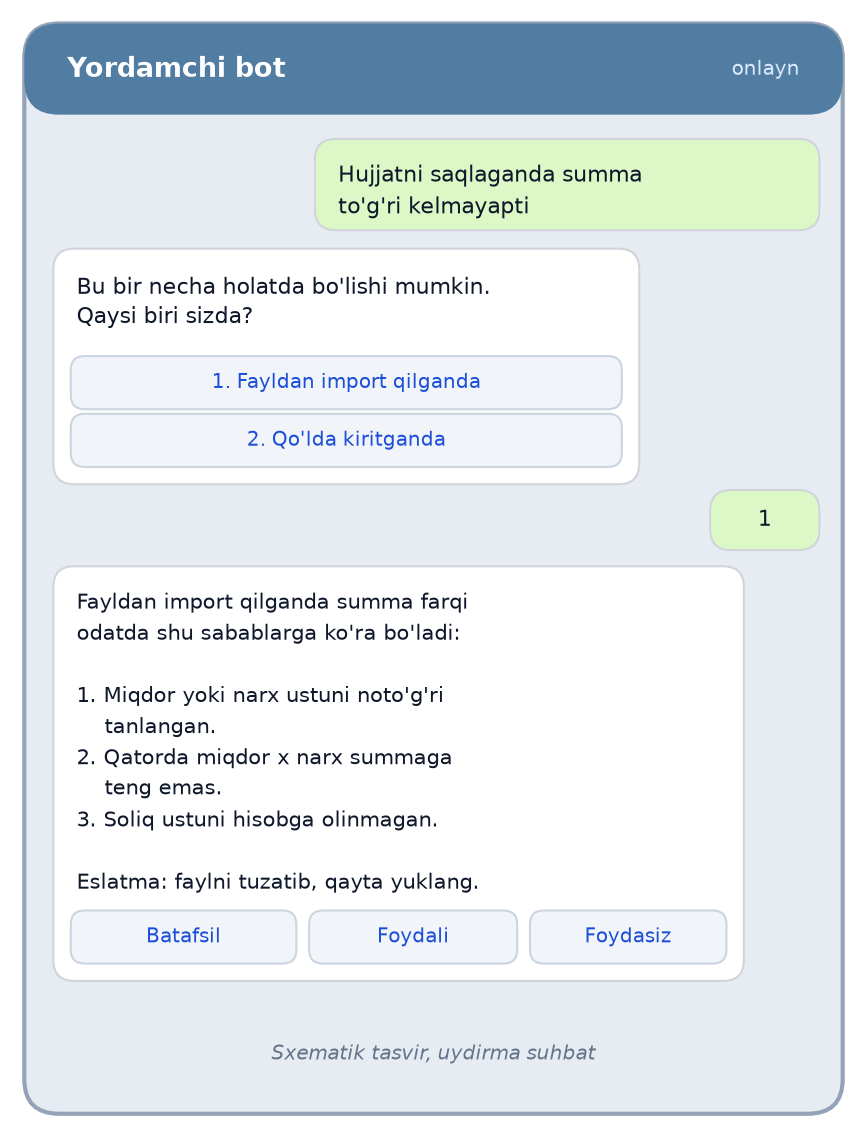 Yordamchi bot
onlayn
Hujjatni saqlaganda summa
to'g'ri kelmayapti
Bu bir necha holatda bo'lishi mumkin.
Qaysi biri sizda?
1. Fayldan import qilganda
2. Qo'lda kiritganda
1
Fayldan import qilganda summa farqi
odatda shu sabablarga ko'ra bo'ladi:
1. Miqdor yoki narx ustuni noto'g'ri
tanlangan.
2. Qatorda miqdor x narx summaga
teng emas.
3. Soliq ustuni hisobga olinmagan.
Eslatma: faylni tuzatib, qayta yuklang.
Batafsil
Foydali
Foydasiz
Sxematik tasvir, uydirma suhbat